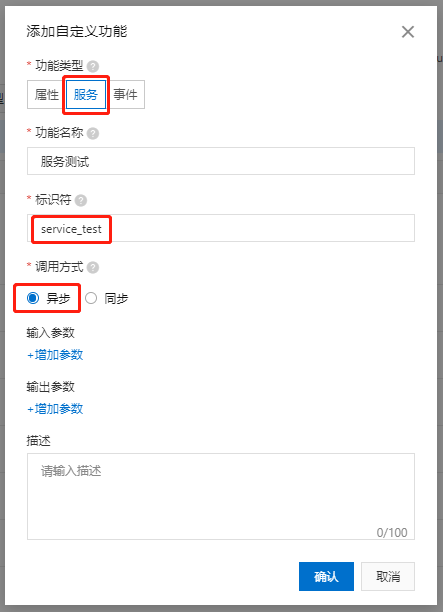 添加自定义功能
* 功能类型 ?
属性 服务 事件
* 功能名称 ?
服务测试
* 标识符 ?
service_test
* 调用方式 ?
异步 同步
输入参数
+增加参数
输出参数
+增加参数
描述
请输入描述
0/100
确认 取消